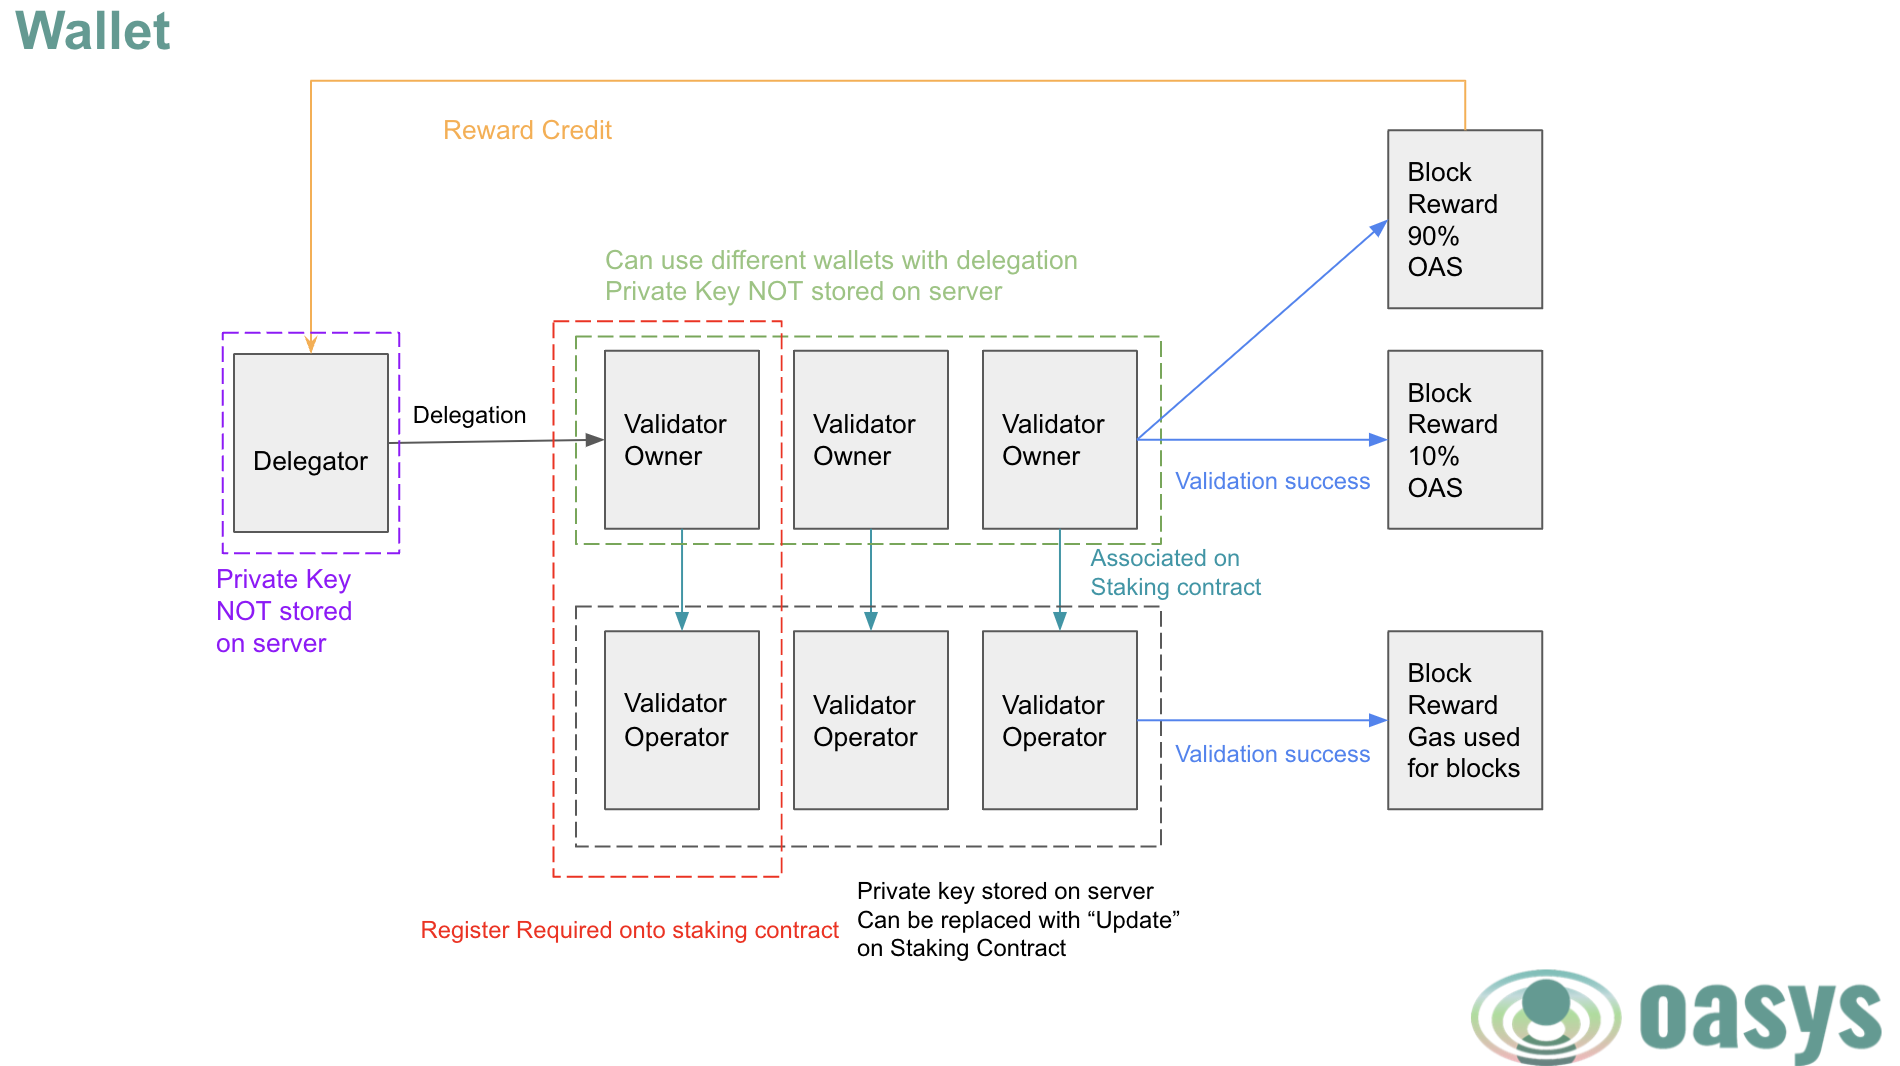 Wallet
Reward Credit
Block
Reward
90%
OAS
Can use different wallets with delegation
Private Key NOT stored on server
Delegator
Delegation
Validator
Owner
Validator
Owner
Validator
Owner
Block
Reward
10%
OAS
Validation success
Private Key
NOT stored
on server
Associated on
Staking contract
Validator
Operator
Validator
Operator
Validator
Operator
Validation success
Block
Reward
Gas used
for blocks
Register Required onto staking contract
Private key stored on server
Can be replaced with “Update”
on Staking Contract
oasys